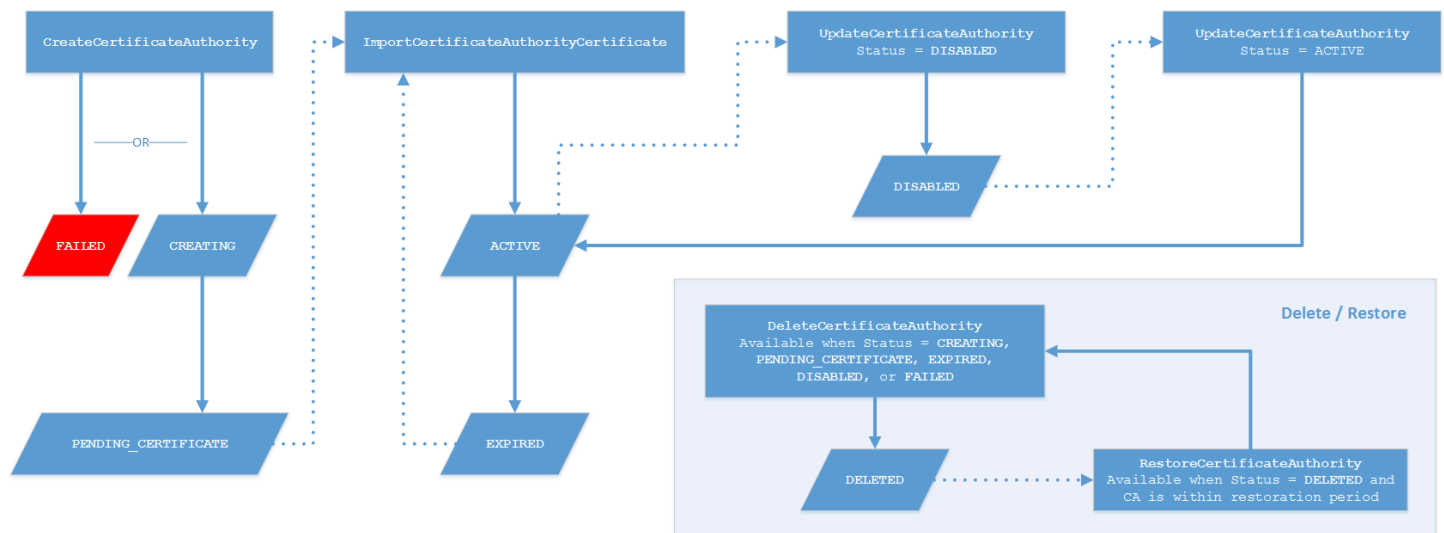 CreateCertificateAuthority
ImportCertificateAuthorityCertificate
UpdateCertificateAuthority
Status = DISABLED
UpdateCertificateAuthority
Status = ACTIVE
OR
DISABLED
FAILED
CREATING
ACTIVE
Delete / Restore
DeleteCertificateAuthority
Available when Status = CREATING,
PENDING_CERTIFICATE, EXPIRED,
DISABLED, or FAILED
PENDING_CERTIFICATE
EXPIRED
DELETED
RestoreCertificateAuthority
Available when Status = DELETED and
CA is within restoration period